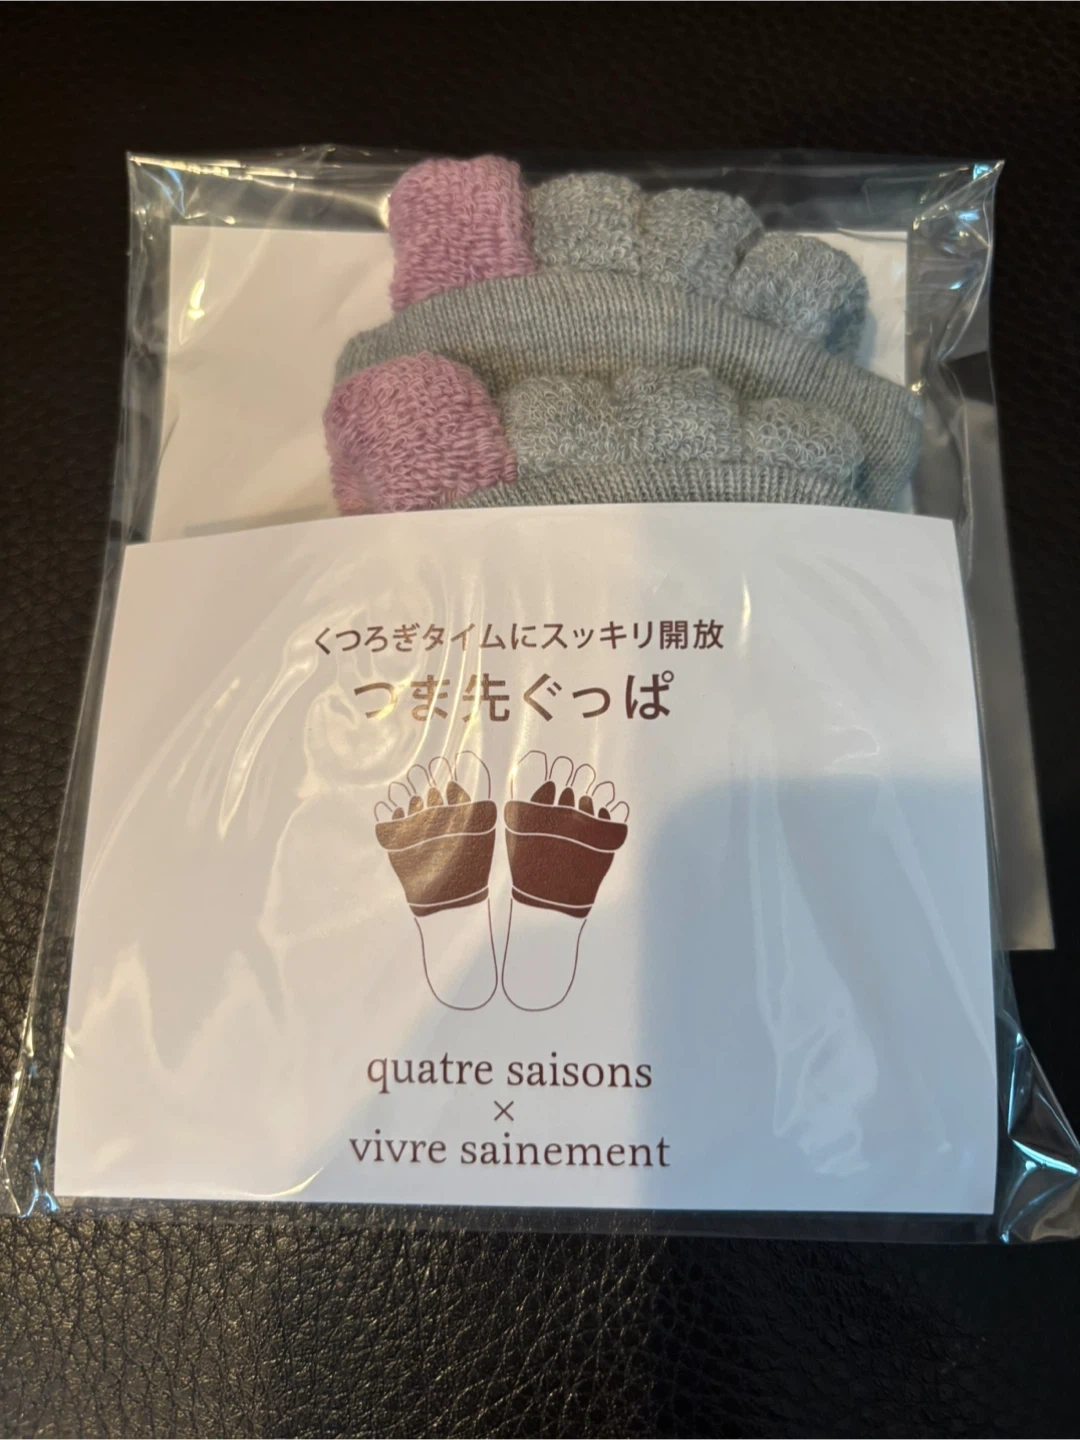 くつろぎタイムにスッキリ開放
つま先ぐっぱ
quatre saisons
×
vivre sainement